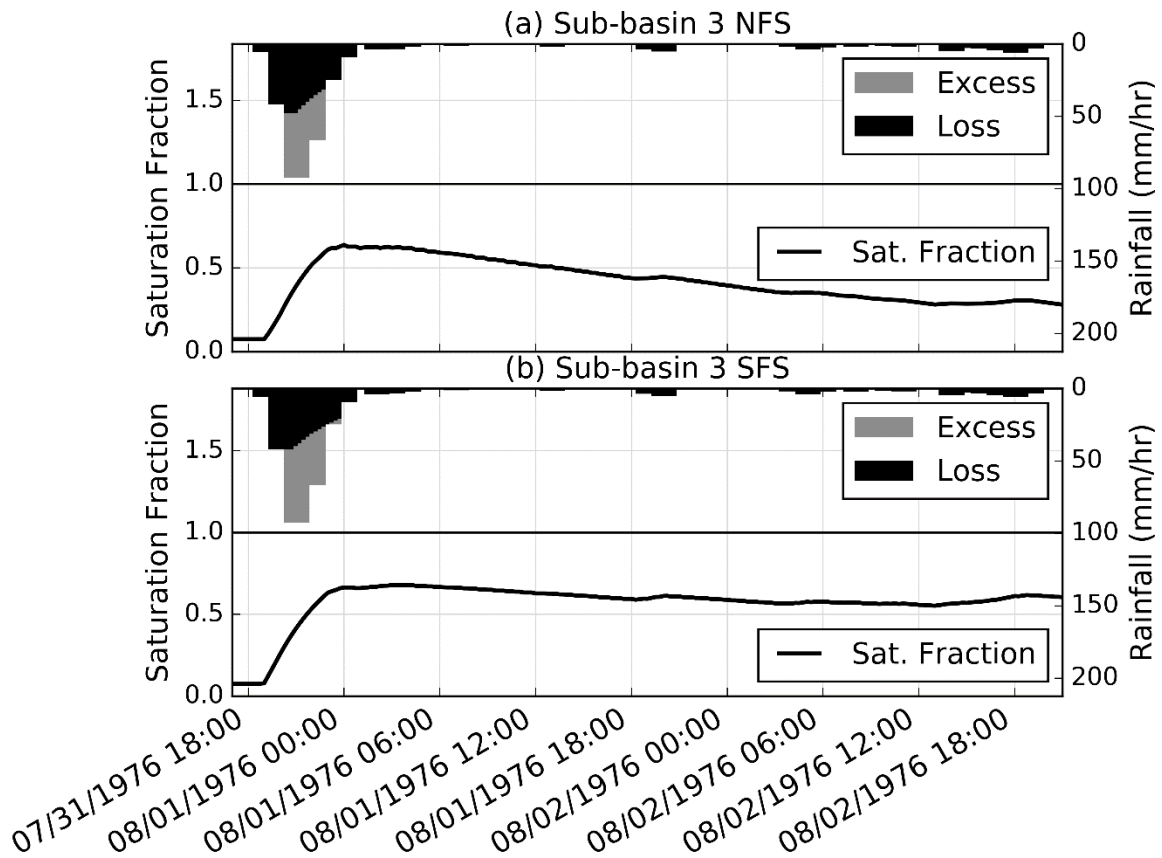 (a) Sub-basin 3 NFS
Saturation Fraction
1.5
1.0
0.5
0.0
Excess
Loss
Sat. Fraction
0
50
100
150
200
Rainfall (mm/hr)
(b) Sub-basin 3 SFS
Saturation Fraction
1.5
1.0
0.5
0.0
Excess
Loss
Sat. Fraction
0
50
100
150
200
Rainfall (mm/hr)
07/31/1976 18:00
08/01/1976 00:00
08/01/1976 06:00
08/01/1976 12:00
08/01/1976 18:00
08/02/1976 00:00
08/02/1976 06:00
08/02/1976 12:00
08/02/1976 18:00